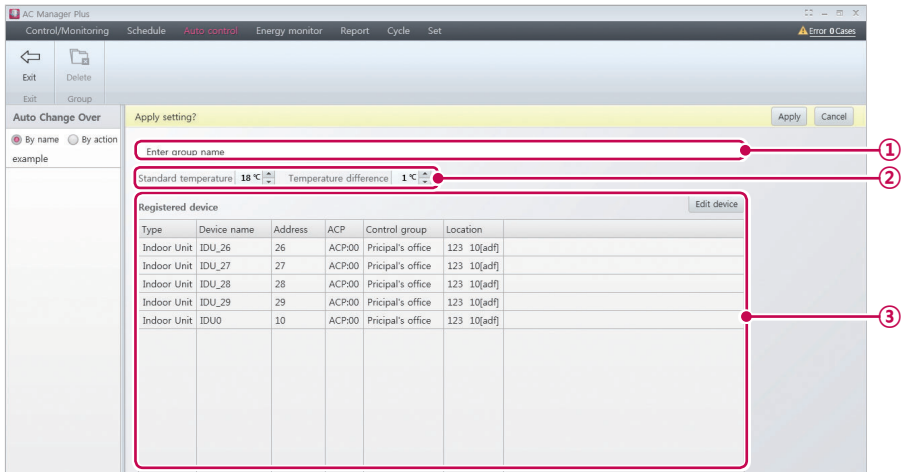 AC Manager Plus
Control/Monitoring Schedule Auto control Energy monitor Report Cycle Set Error 0 Cases
Exit Delete
Exit Group
Auto Change Over Apply setting? Apply Cancel
By name By action
Enter group name ①
example
Standard temperature 18 ℃ Temperature difference 1 ℃ ②
Registered device Edit device
Type Device name Address ACP Control group Location
Indoor Unit IDU_26 26 ACP:00 Pricipal's office 123 10[adf]
Indoor Unit IDU_27 27 ACP:00 Pricipal's office 123 10[adf]
Indoor Unit IDU_28 28 ACP:00 Pricipal's office 123 10[adf]
Indoor Unit IDU_29 29 ACP:00 Pricipal's office 123 10[adf]
Indoor Unit IDU0 10 ACP:00 Pricipal's office 123 10[adf]
③